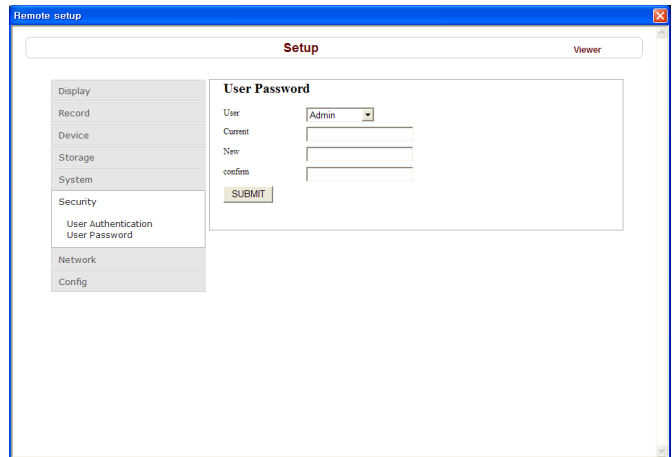 Remote setup
Setup
Viewer
Display
Record
Device
Storage
System
Security
User Authentication
User Password
Network
Config
User Password
User
Admin
Current
New
confirm
SUBMIT